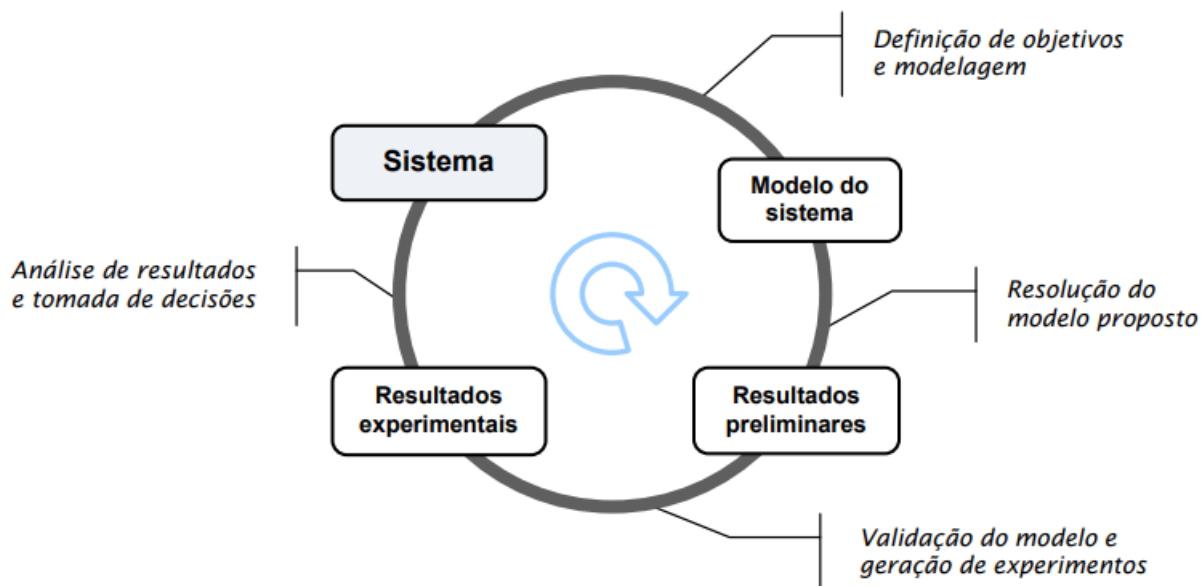 Definição de objetivos
e modelagem
Sistema
Modelo do
sistema
Análise de resultados
e tomada de decisões
Resolução do
modelo proposto
Resultados
experimentais
Resultados
preliminares
Validação do modelo e
geração de experimentos